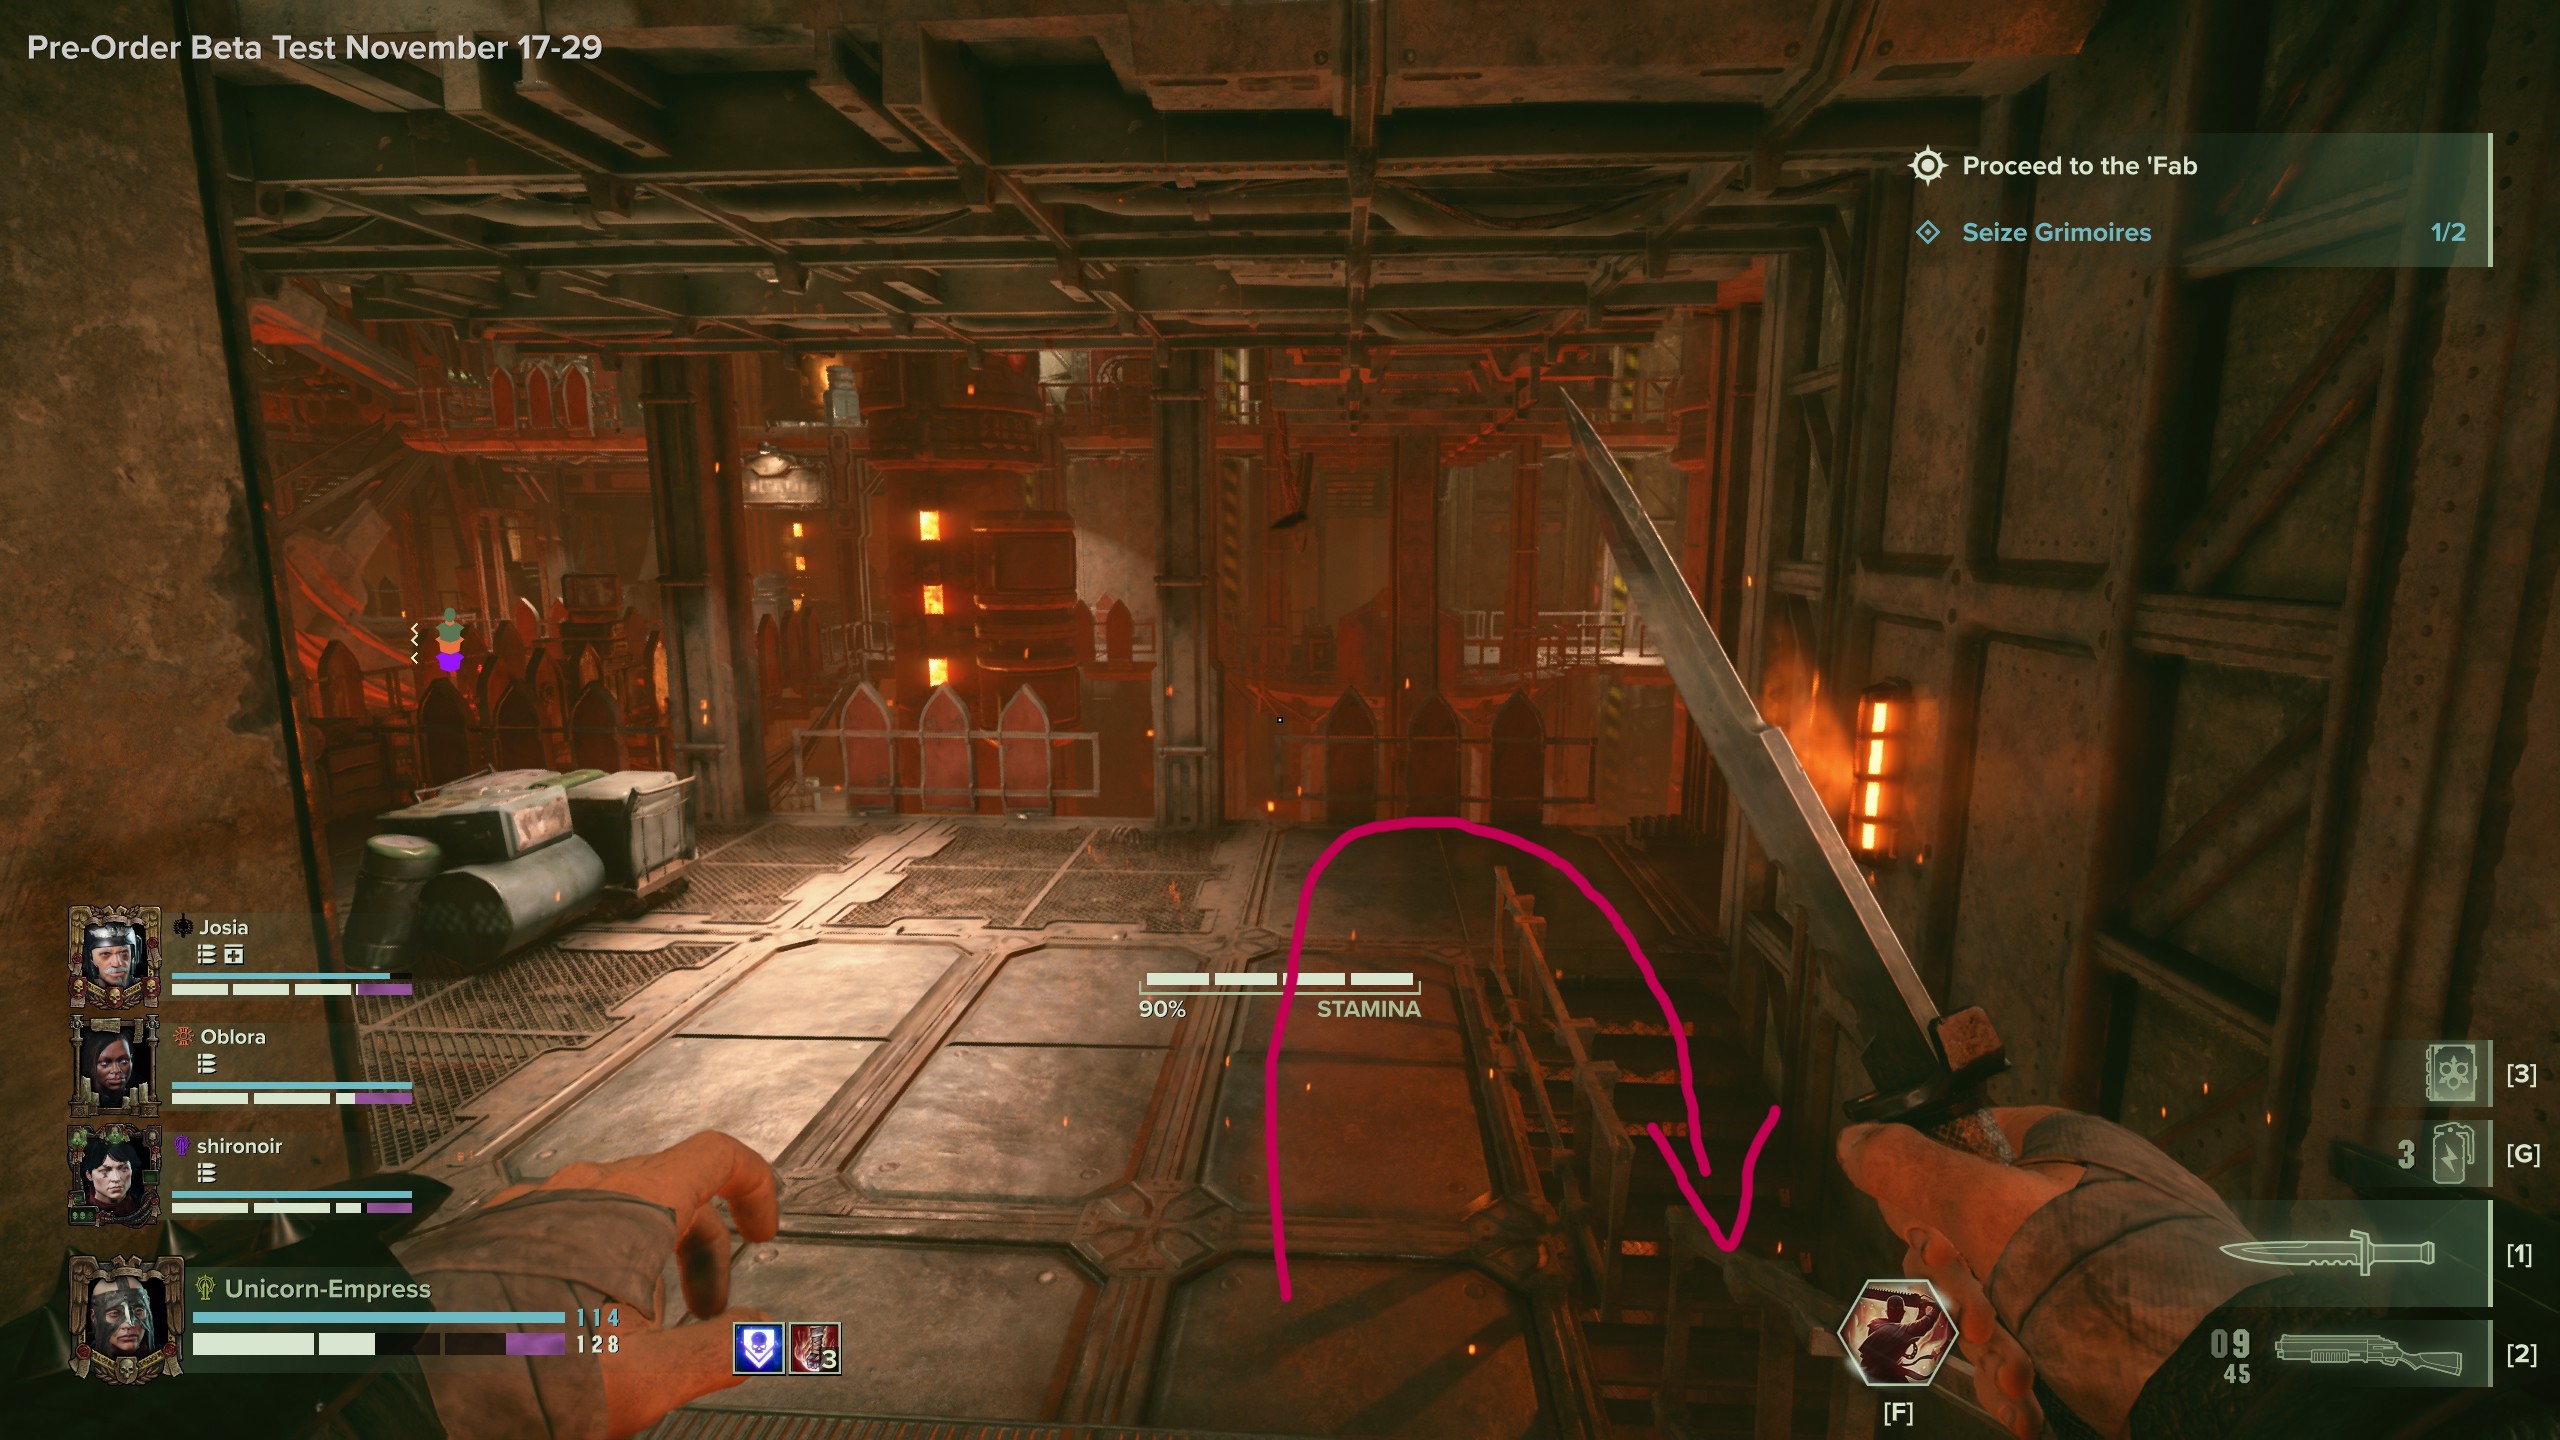 Pre-Order Beta Test November 17-29
Proceed to the 'Fab
Seize Grimoires 1/2
Josia
Oblora
shironoir
Unicorn-Empress
114
128
3
90% STAMINA
[F]
[3]
3 [G]
[1]
09
45
[2]